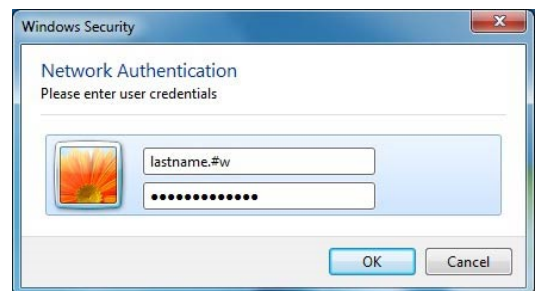 Windows Security
Network Authentication
Please enter user credentials
lastname.#w
•••••••••••••
OK Cancel